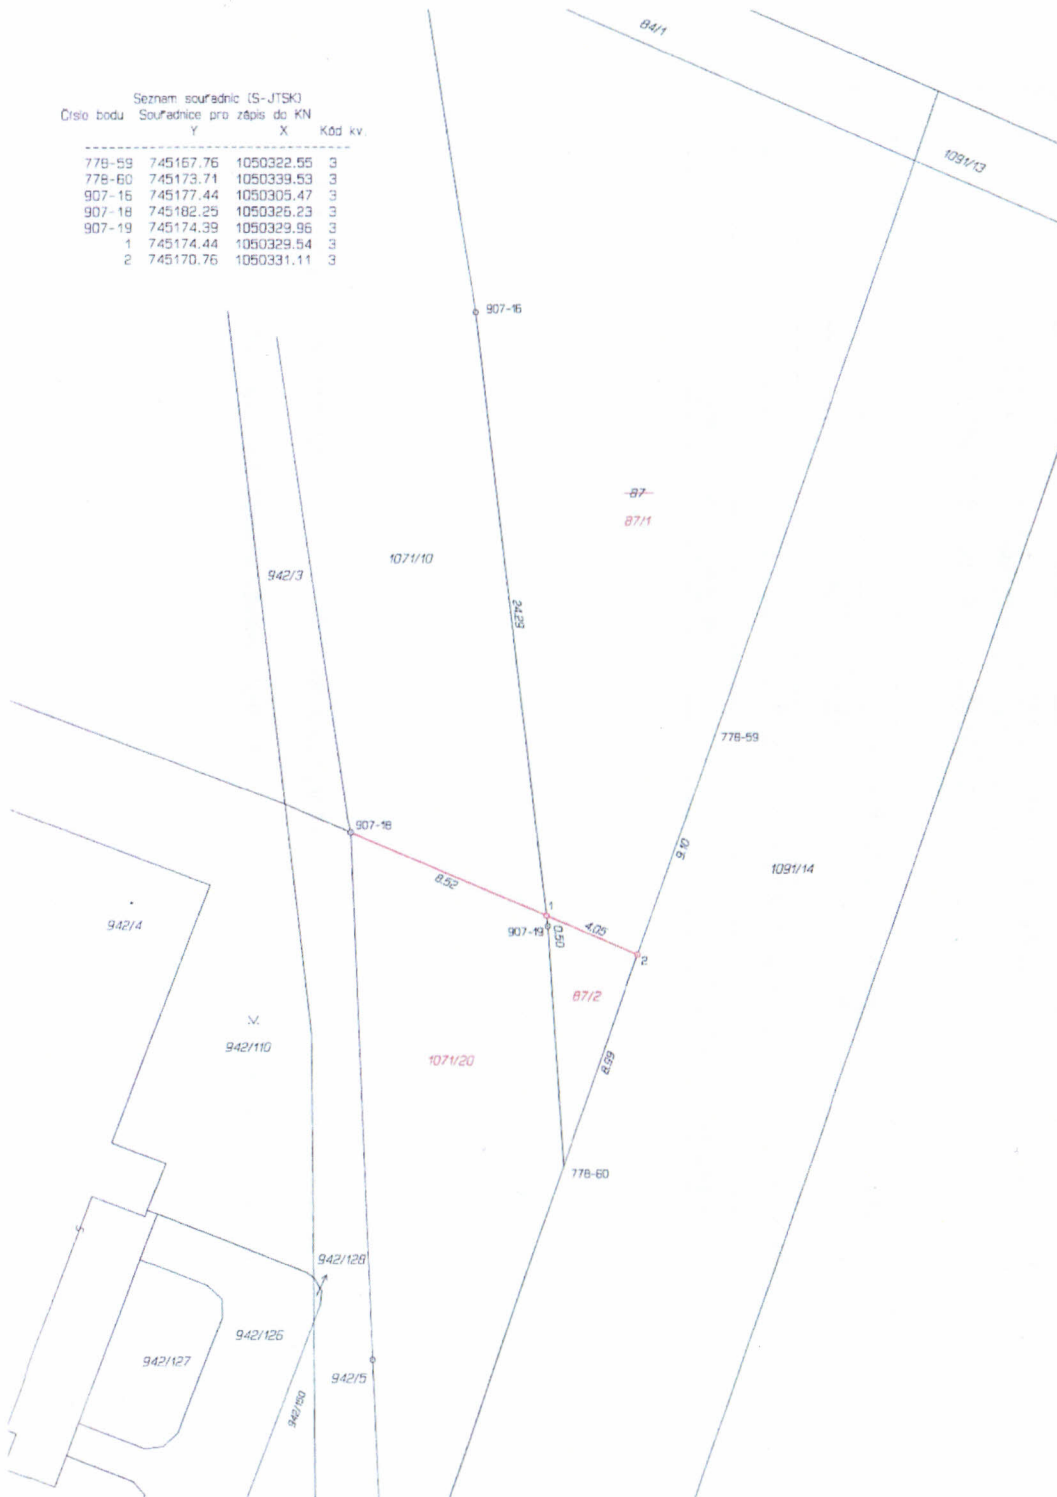 84/1
Seznam souřadnic (S-JTSK)
Číslo bodu Souřadnice pro zápis do KN
Y X Kód kv.
778-59 745167.76 1050322.55 3
778-60 745173.71 1050339.53 3
907-16 745177.44 1050305.47 3
907-18 745182.25 1050326.23 3
907-19 745174.39 1050329.96 3
1 745174.44 1050329.54 3
2 745170.76 1050331.11 3
1091/13
907-16
87
87/1
1071/10
942/3
24.29
778-59
907-18
9.10
1091/14
8.52
1
942/4
907-19
0.50
4.05
2
87/2
942/110
1071/20
8.99
778-60
942/128
942/126
942/127
942/5
942/150